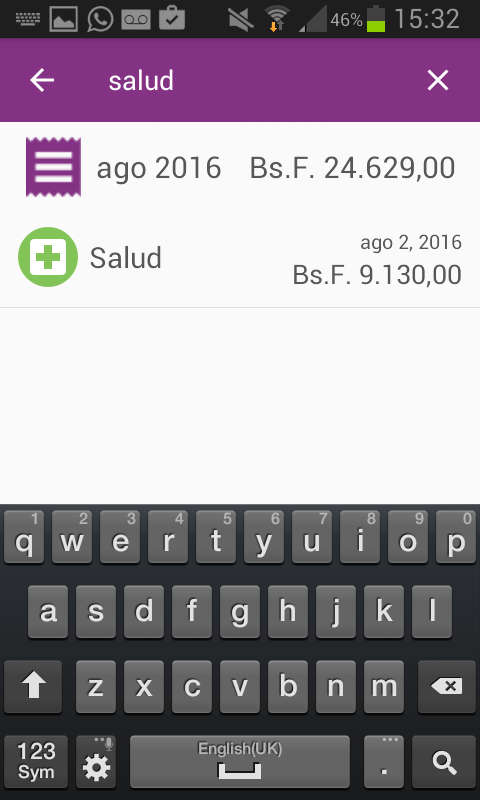 46% 15:32
salud
ago 2016 Bs.F. 24.629,00
ago 2, 2016
Salud
Bs.F. 9.130,00
1 2 3 4 5 6 7 8 9 0
q w e r t y u i o p
a s d f g h j k l
z x c v b n m
123
Sym
English(UK)
.